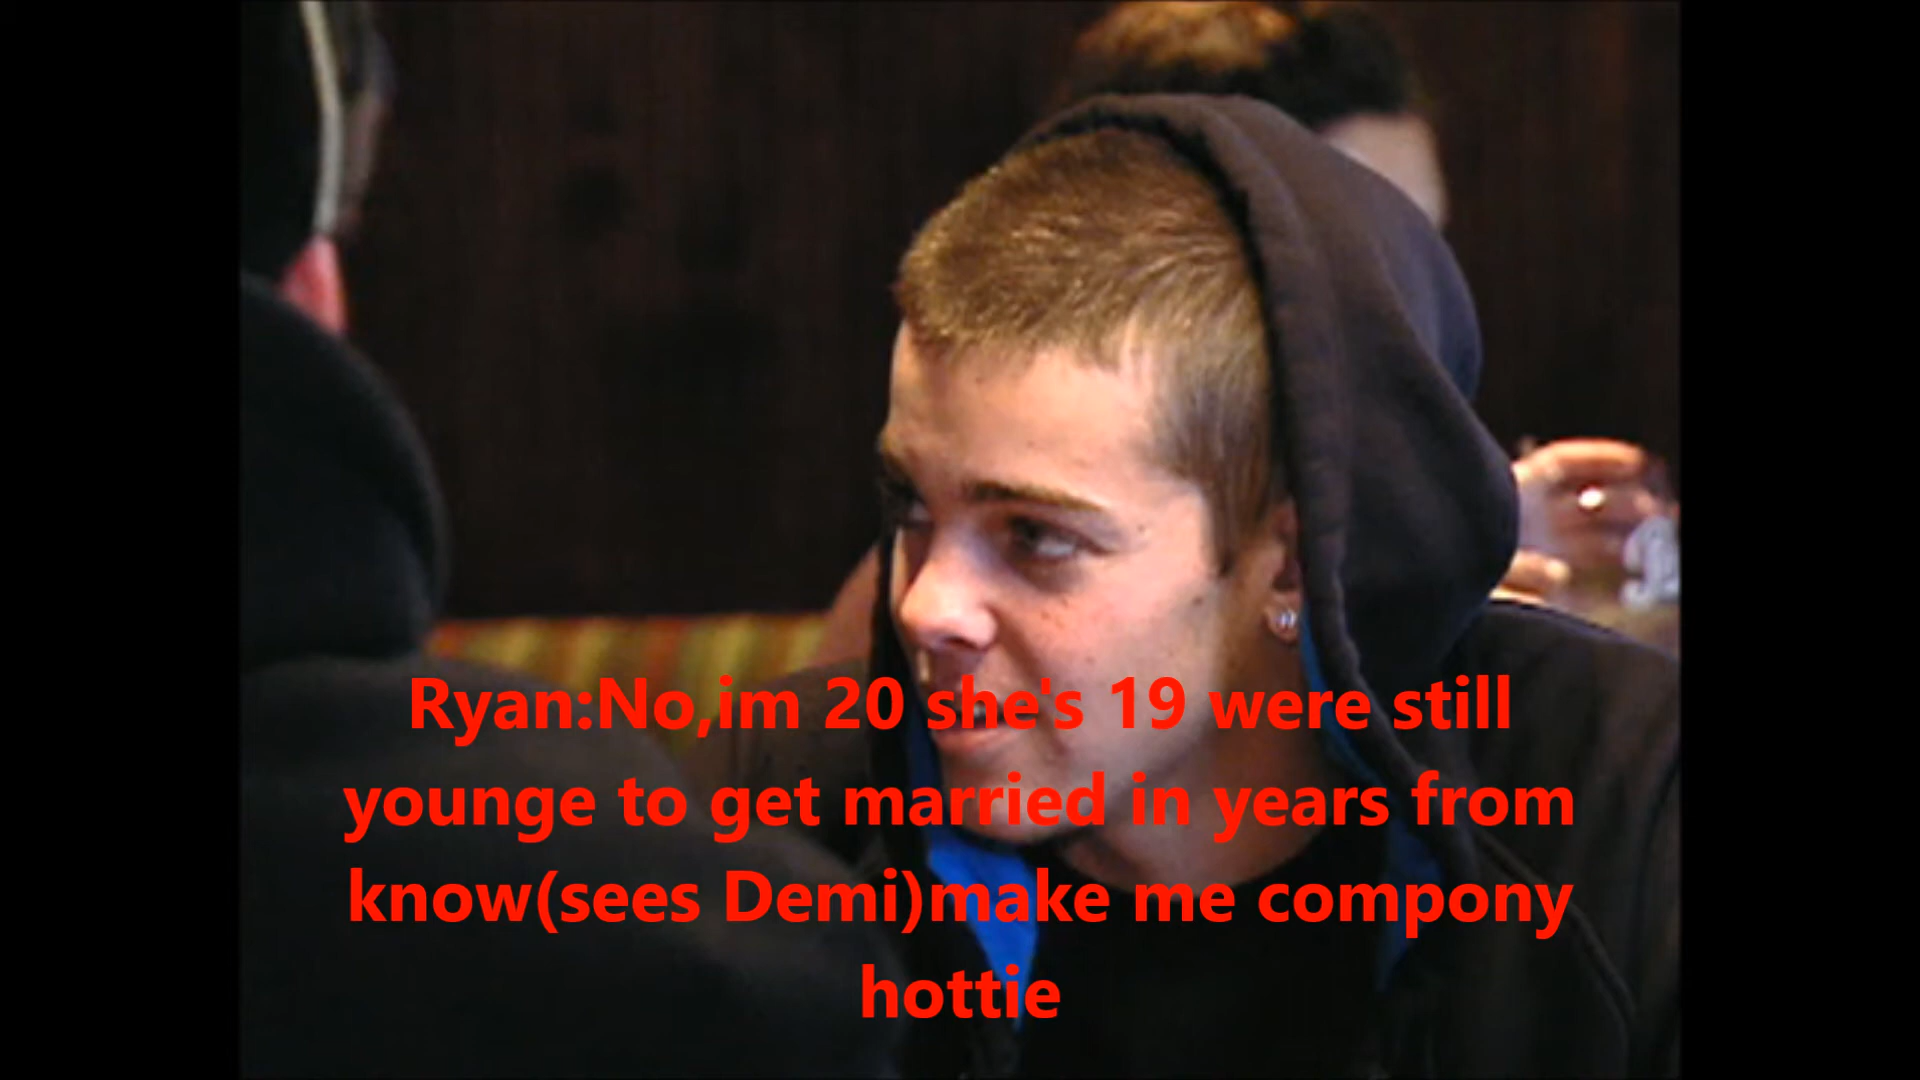 Ryan:No,im 20 she's 19 were still
younge to get married in years from
know(sees Demi)make me compony
hottie